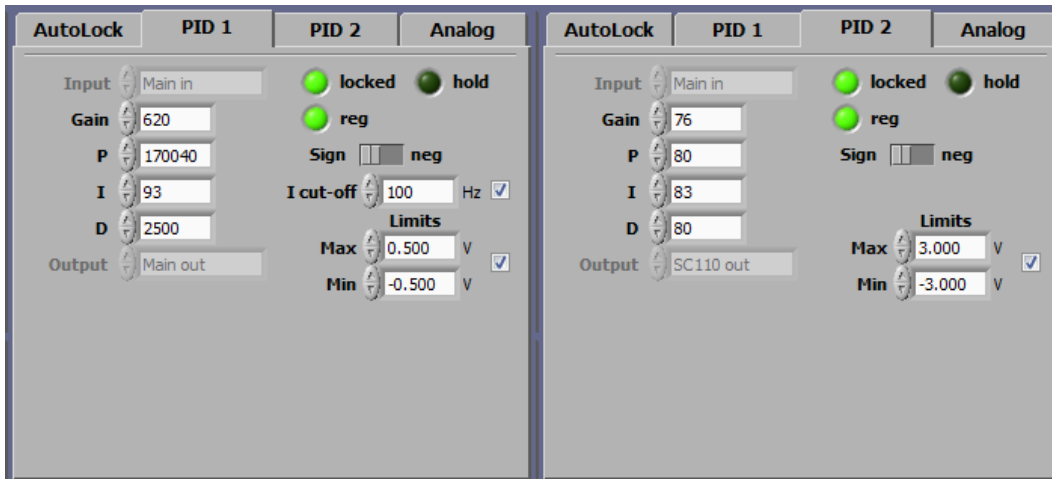 AutoLock PID 1 PID 2 Analog
Input Main in locked hold
Gain 620 reg
P 170040 Sign neg
I 93 I cut-off 100 Hz
Limits
D 2500 Max 0.500 V
Output Main out Min -0.500 V
AutoLock PID 1 PID 2 Analog
Input Main in locked hold
Gain 76 reg
P 80 Sign neg
I 83
Limits
D 80 Max 3.000 V
Output SC110 out Min -3.000 V